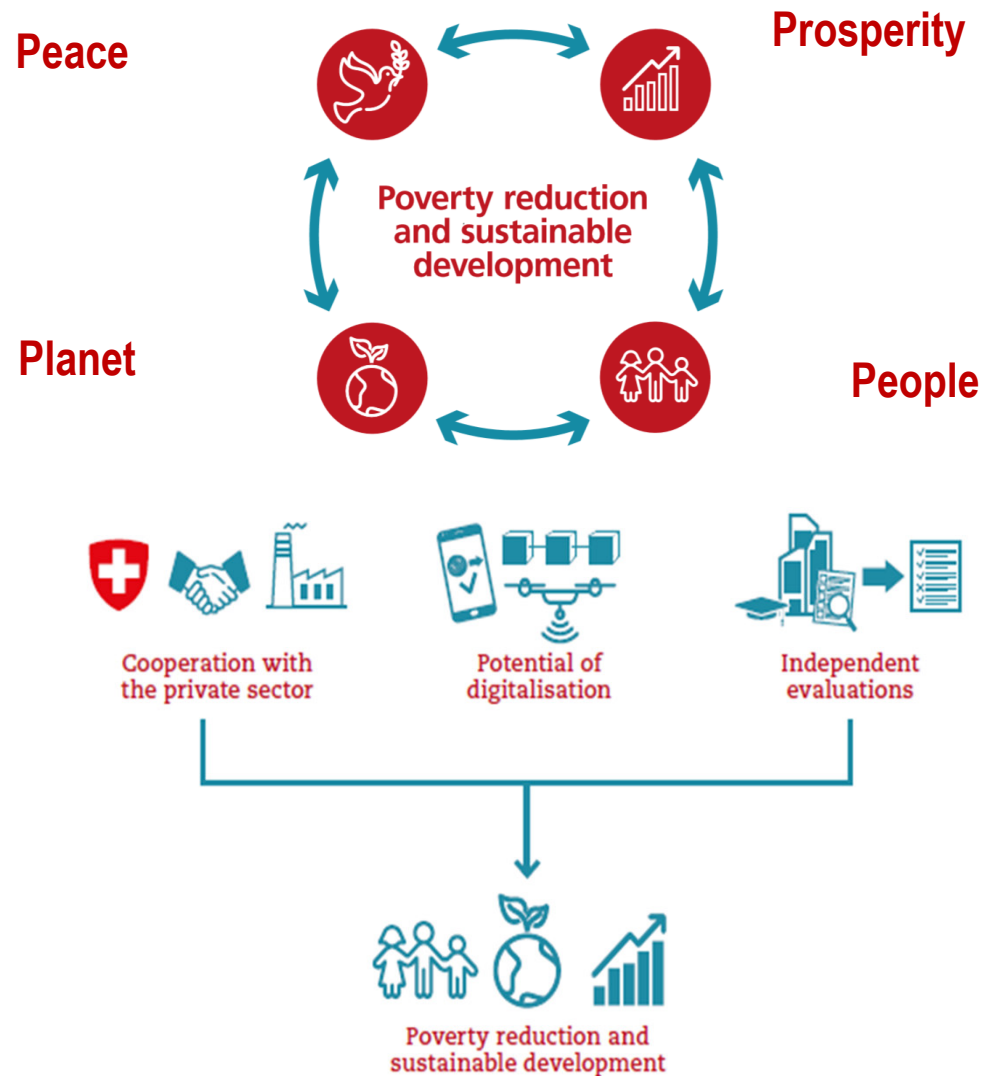 Peace
Prosperity
Poverty reduction
and sustainable
development
Planet
People
Cooperation with
the private sector
Potential of
digitalisation
Independent
evaluations
Poverty reduction and
sustainable development